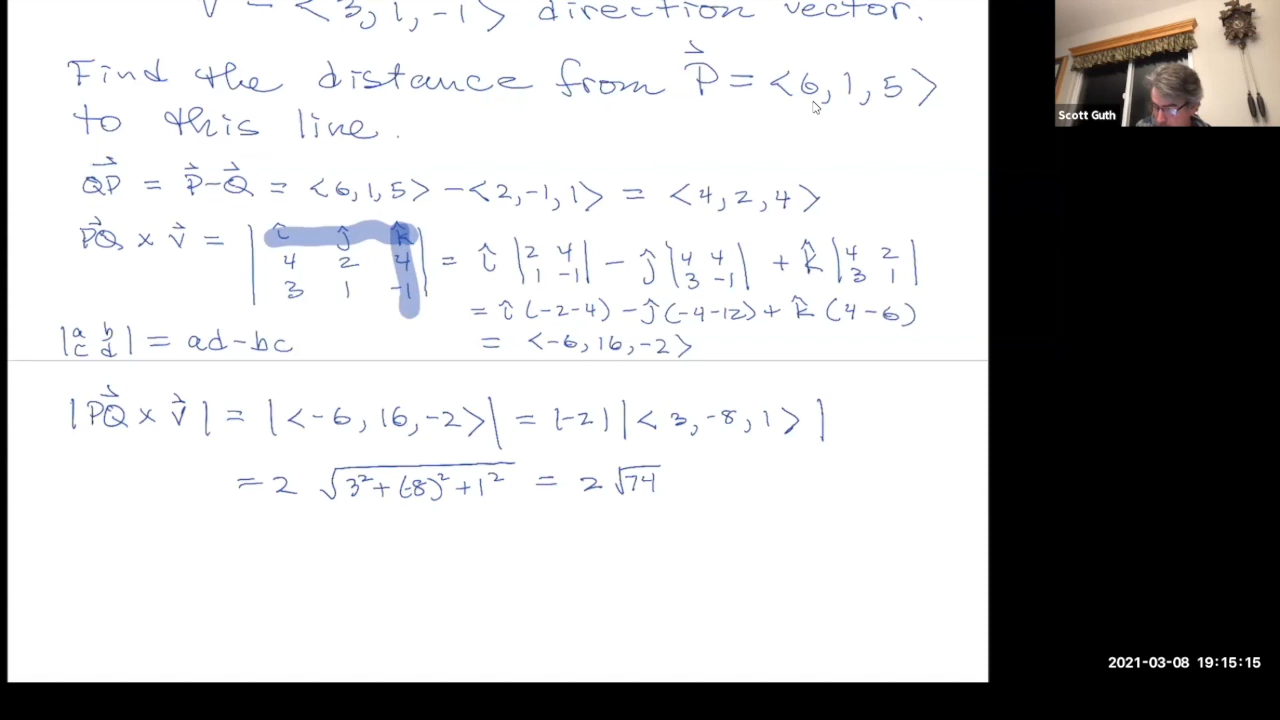 V = <3, 1, -1> direction vector.
Find the distance from P⃗ = <6, 1, 5>
to this line.
QP⃗ = P⃗ - Q⃗ = <6, 1, 5> - <2, -1, 1> = <4, 2, 4>
PQ⃗ × v⃗ = | î ĵ k̂ | = î |2 4| - ĵ |4 4| + k̂ |4 2|
4 2 4
3 1 -1 1 -1 3 -1 3 1
= î (-2-4) - ĵ (-4-12) + k̂ (4-6)
|a b| = ad - bc
c d
= <-6, 16, -2>
|PQ⃗ × v⃗| = |<-6, 16, -2>| = |-2| |<3, -8, 1>|
= 2 √3² + (-8)² + 1² = 2 √74
Scott Guth
2021-03-08 19:15:15